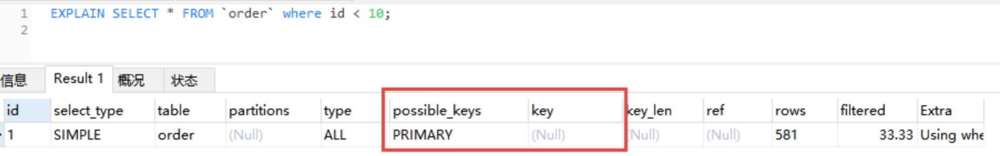 1 EXPLAIN SELECT * FROM `order` where id < 10;
2
信息 Result 1 概况 状态
id select_type table partitions type possible_keys key key_len ref rows filtered Extra
1 SIMPLE order (Null) ALL PRIMARY (Null) (Null) (Null) 581 33.33 Using whe